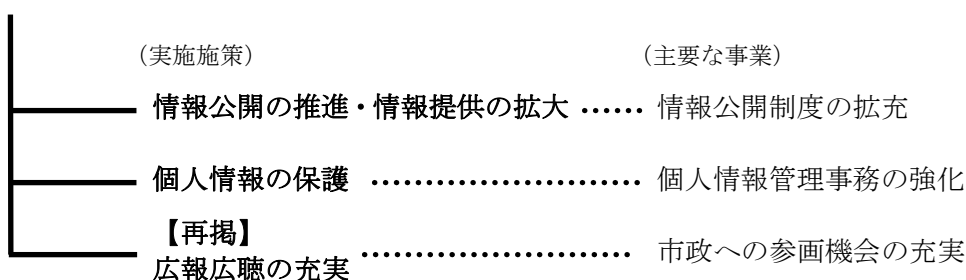 （実施施策） （主要な事業）
情報公開の推進・情報提供の拡大 …… 情報公開制度の拡充
個人情報の保護 ……………………… 個人情報管理事務の強化
【再掲】
広報広聴の充実 ……………………… 市政への参画機会の充実